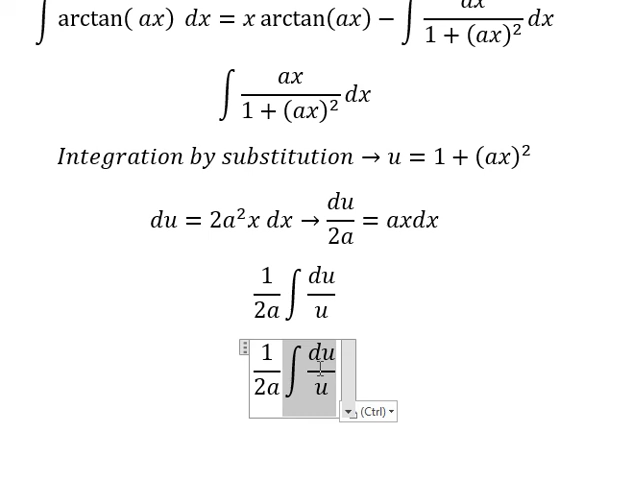 ∫ arctan( ax) dx = x arctan(ax) − ∫ ax / 1 + (ax)² dx
∫ ax / 1 + (ax)² dx
Integration by substitution → u = 1 + (ax)²
du = 2a²x dx → du / 2a = axdx
1 / 2a ∫ du / u
1 / 2a ∫ du / u
(Ctrl)